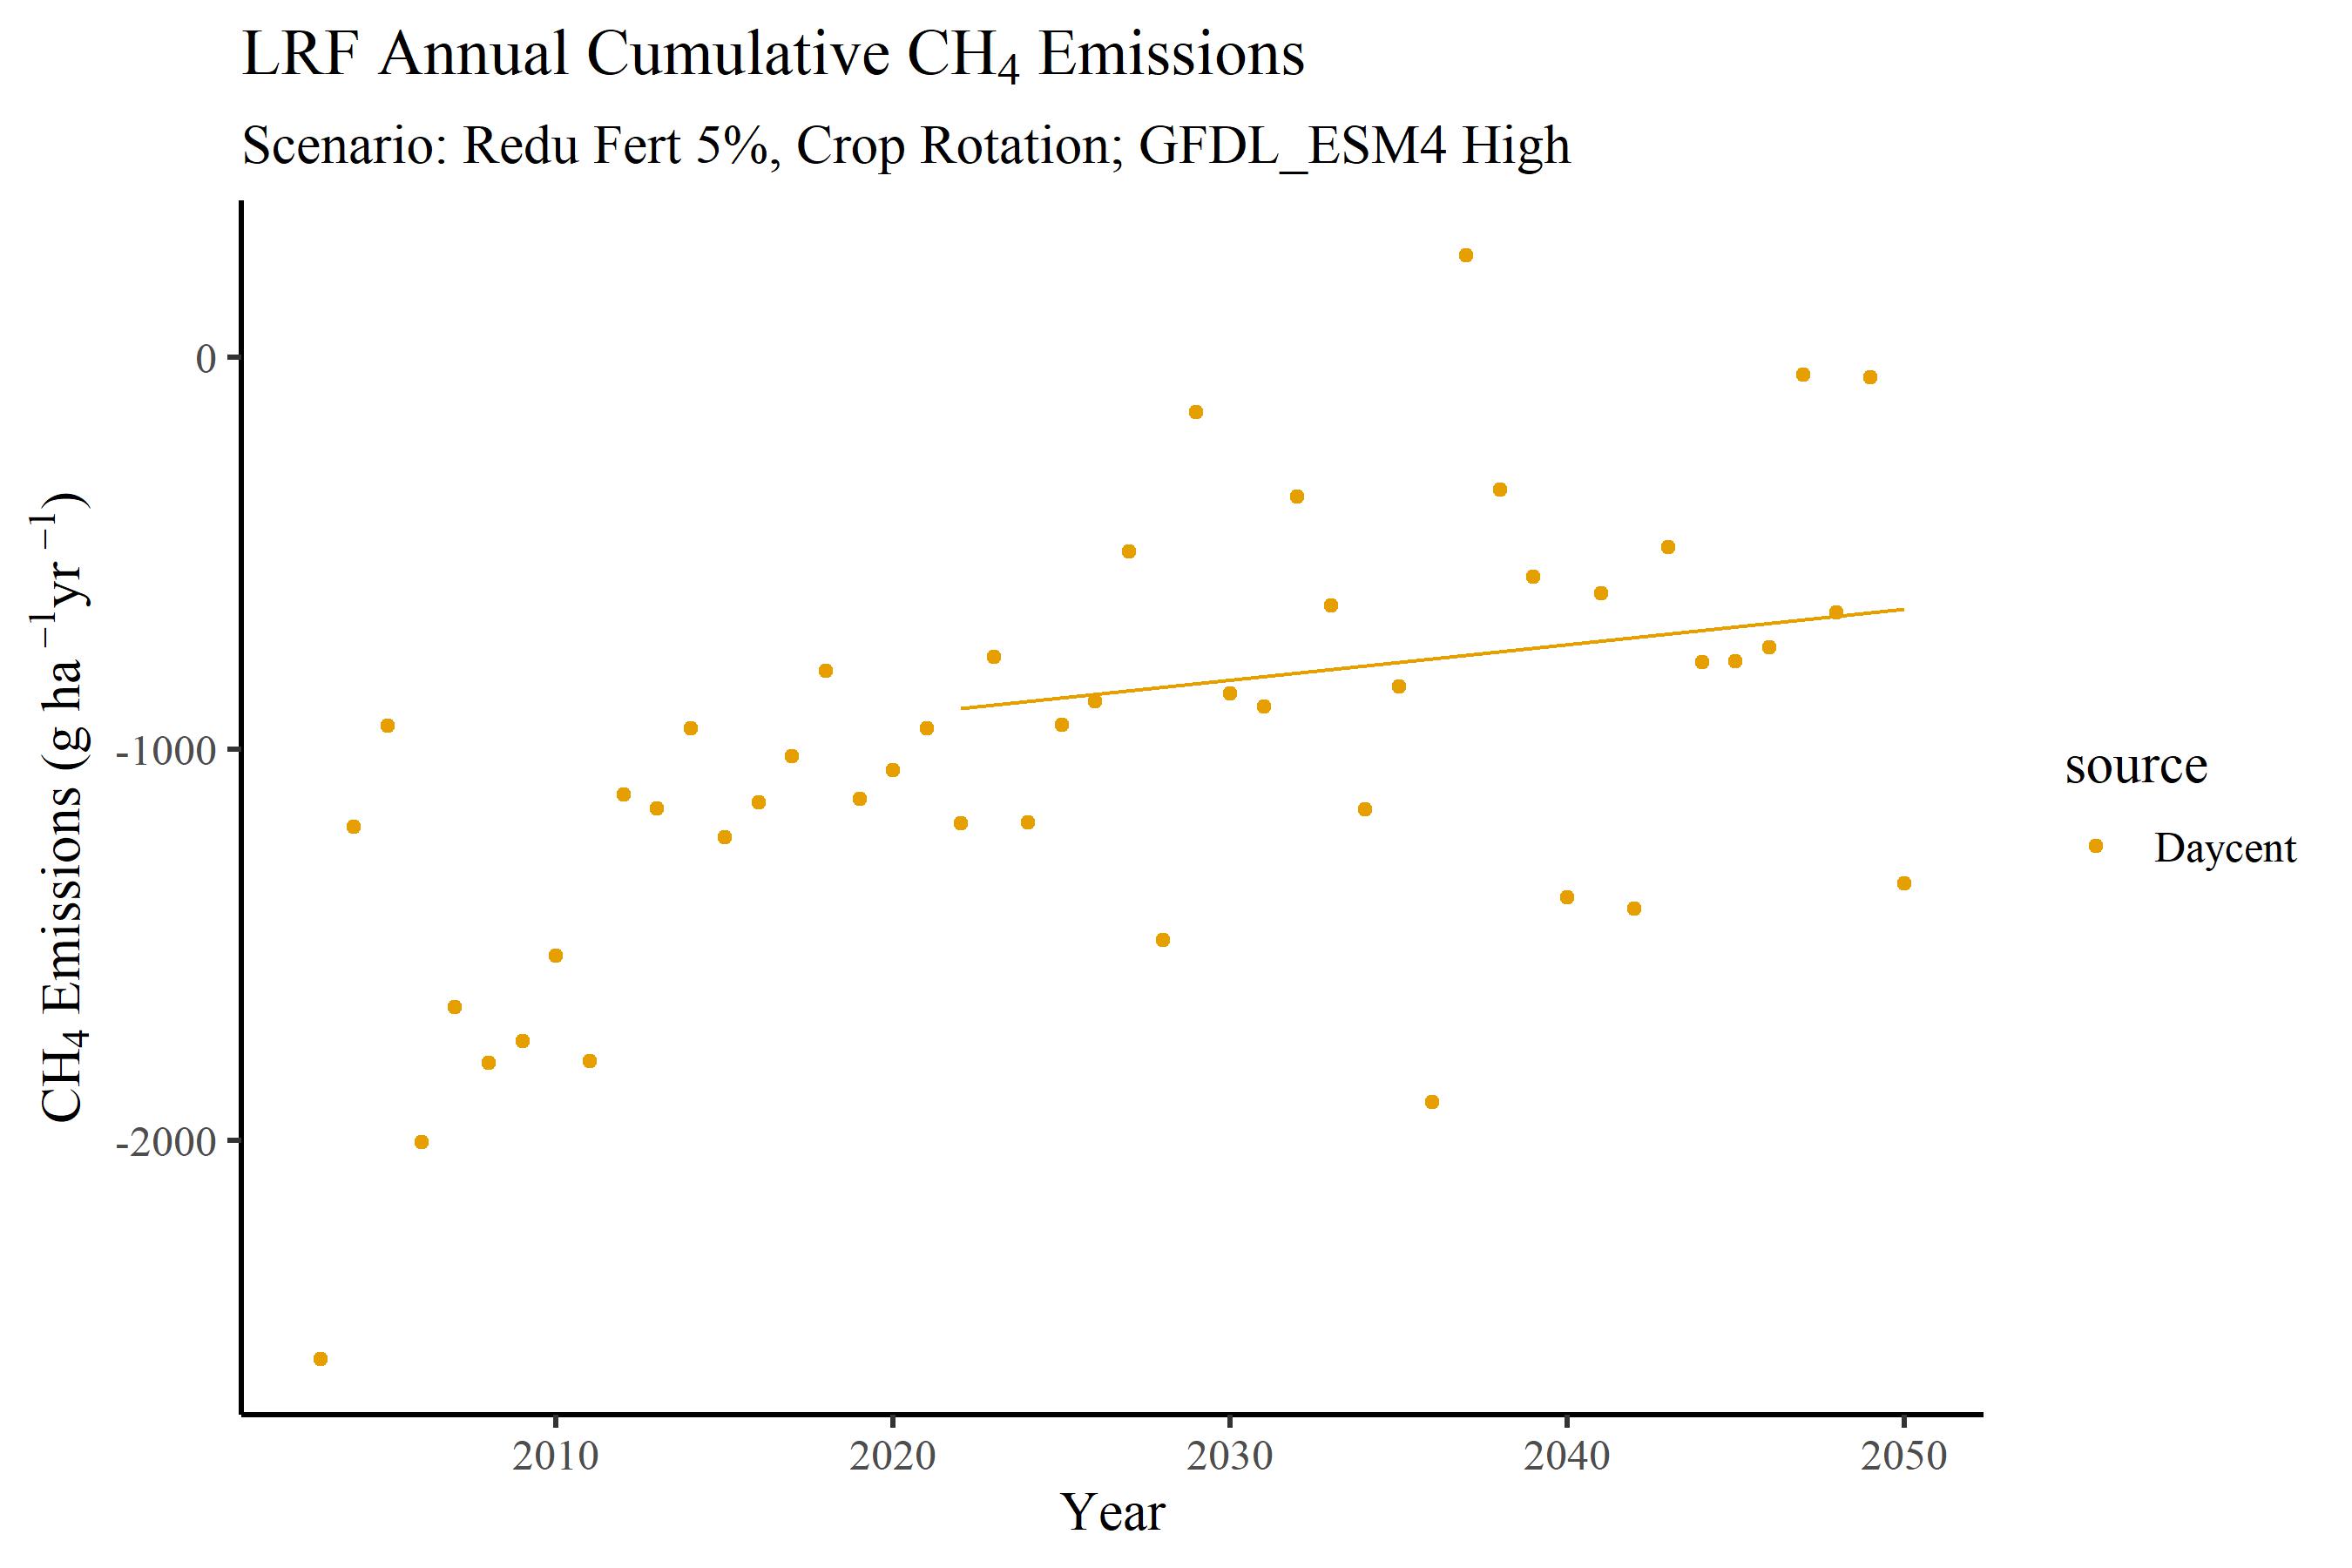 LRF Annual Cumulative CH₄ Emissions
Scenario: Redu Fert 5%, Crop Rotation; GFDL_ESM4 High
CH₄ Emissions (g ha ⁻¹yr ⁻¹)
0
-1000
-2000
2010 2020 2030 2040 2050
Year
source
Daycent